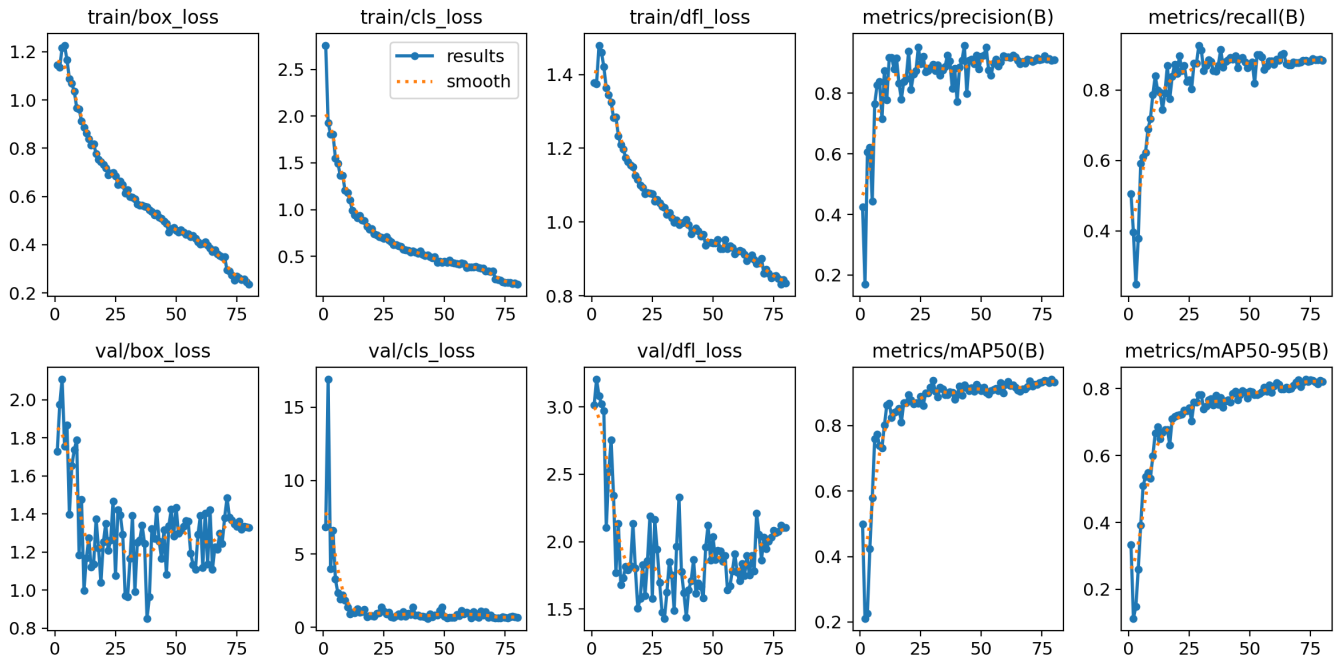 train/box_loss
train/cls_loss
train/dfl_loss
metrics/precision(B)
metrics/recall(B)
results
smooth
1.2
1.0
0.8
0.6
0.4
0.2
0 25 50 75
2.5
2.0
1.5
1.0
0.5
0 25 50 75
1.4
1.2
1.0
0.8
0 25 50 75
0.8
0.6
0.4
0.2
0 25 50 75
0.8
0.6
0.4
0 25 50 75
val/box_loss
val/cls_loss
val/dfl_loss
metrics/mAP50(B)
metrics/mAP50-95(B)
2.0
1.8
1.6
1.4
1.2
1.0
0.8
0 25 50 75
15
10
5
0
0 25 50 75
3.0
2.5
2.0
1.5
0 25 50 75
0.8
0.6
0.4
0.2
0 25 50 75
0.8
0.6
0.4
0.2
0 25 50 75